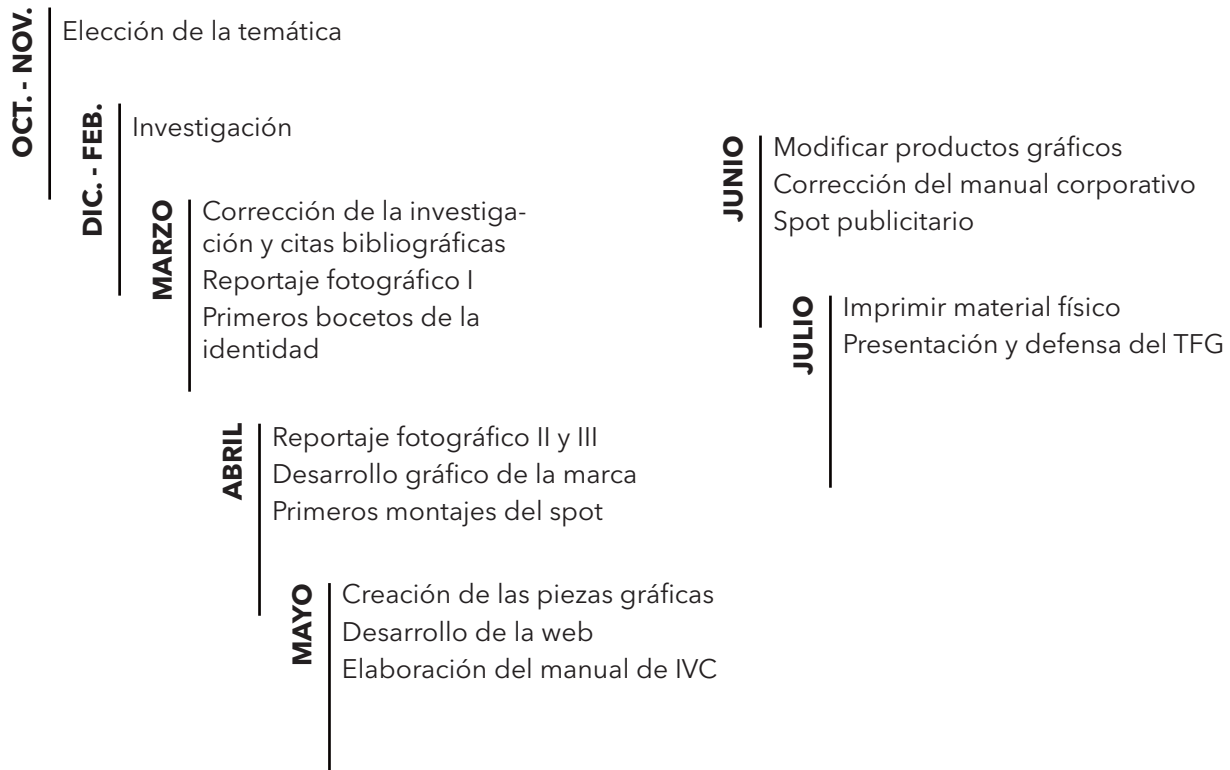 OCT. - NOV.
Elección de la temática
DIC. - FEB.
Investigación
MARZO
Corrección de la investiga-
ción y citas bibliográficas
Reportaje fotográfico I
Primeros bocetos de la
identidad
ABRIL
Reportaje fotográfico II y III
Desarrollo gráfico de la marca
Primeros montajes del spot
MAYO
Creación de las piezas gráficas
Desarrollo de la web
Elaboración del manual de IVC
JUNIO
Modificar productos gráficos
Corrección del manual corporativo
Spot publicitario
JULIO
Imprimir material físico
Presentación y defensa del TFG